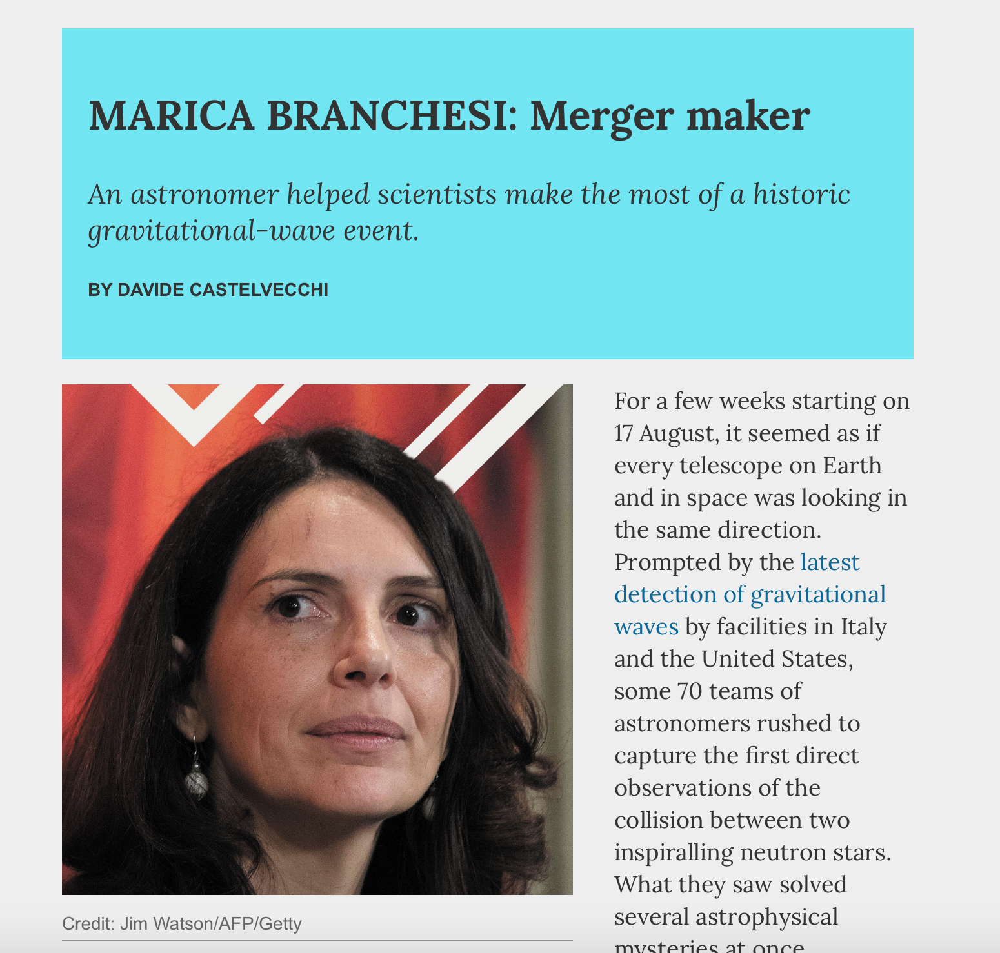 MARICA BRANCHESI: Merger maker
An astronomer helped scientists make the most of a historic
gravitational-wave event.
BY DAVIDE CASTELVECCHI
For a few weeks starting on
17 August, it seemed as if
every telescope on Earth
and in space was looking in
the same direction.
Prompted by the latest
detection of gravitational
waves by facilities in Italy
and the United States,
some 70 teams of
astronomers rushed to
capture the first direct
observations of the
collision between two
inspiralling neutron stars.
What they saw solved
several astrophysical
mysteries at once
Credit: Jim Watson/AFP/Getty